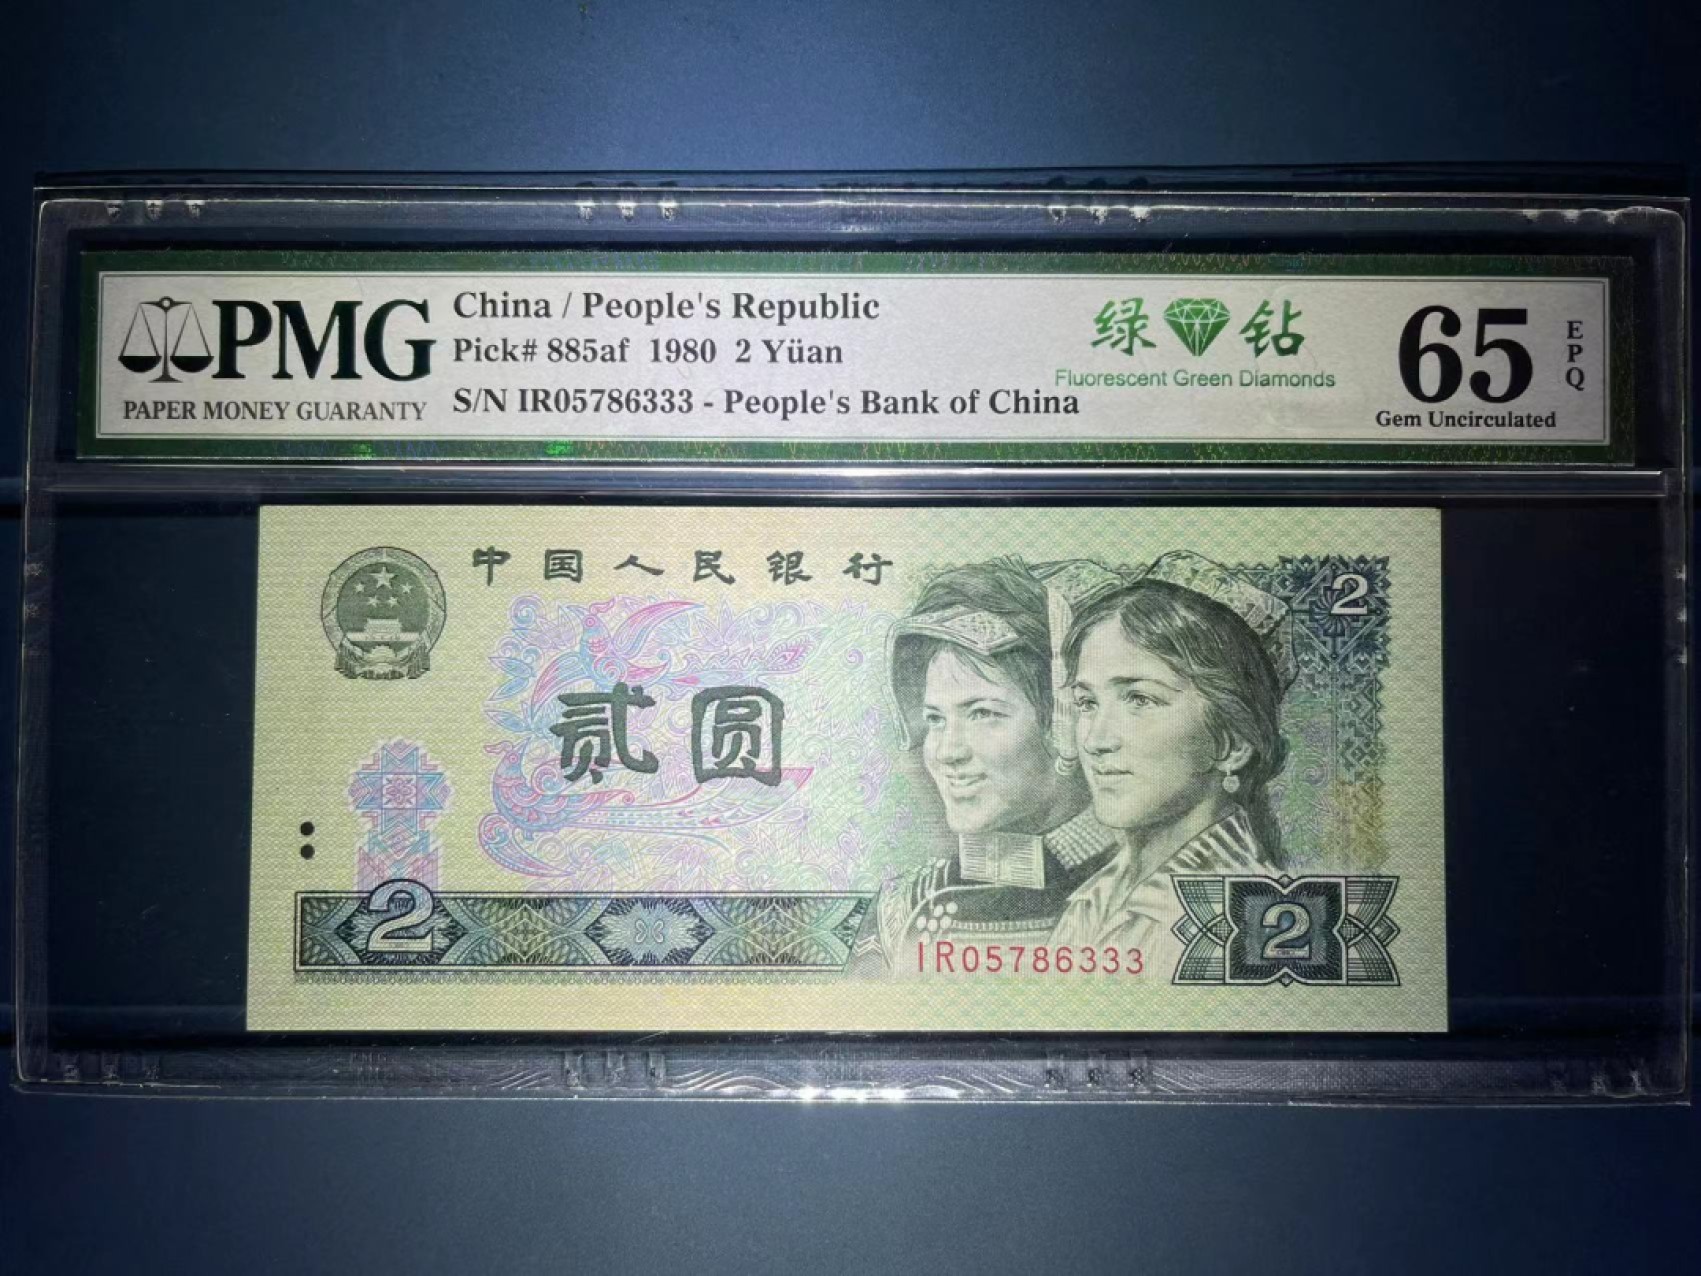 PMG
PAPER MONEY GUARANTY
China / People's Republic
Pick# 885af 1980 2 Yüan
S/N IR05786333 - People's Bank of China
绿 钻
Fluorescent Green Diamonds
65
EPQ
Gem Uncirculated
中国人民银行
2
贰圆
2
IR05786333
2